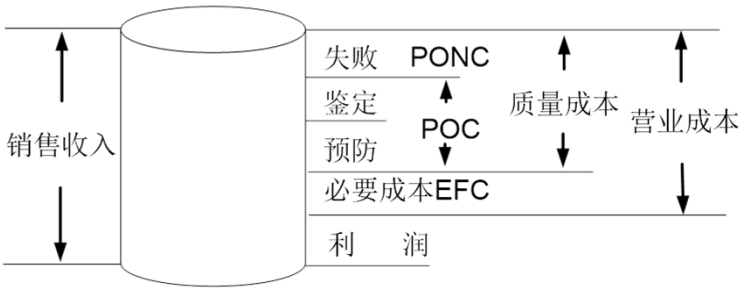 失败 PONC
鉴定
质量成本
营业成本
销售收入
POC
预防
必要成本EFC
利 润